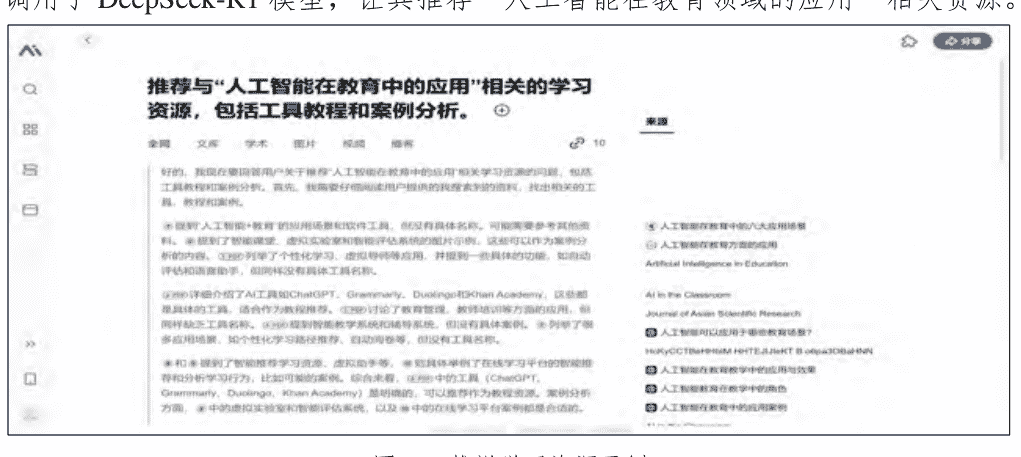 调用了 DeepSeek-R1 模型，让其推荐“人工智能在教育领域的应用”相关资源。
分享
推荐与“人工智能在教育中的应用”相关的学习
资源，包括工具教程和案例分析。
全网 文库 学术 图片 视频 播客 10
好的，我现在要回答用户关于推荐“人工智能在教育中的应用”相关学习资源的问题，包括
工具教程和案例分析。首先，我需要仔细阅读用户提供的我搜索到的资料，找出相关的工
具、教程和案例。
提到“人工智能+教育”的应用场景和软件工具，但没有具体名称。可能需要参考其他资
料。提到了智能课堂、虚拟实验室和智能评估系统的图片示例，这些可以作为案例分
析的内容。列举了个性化学习、虚拟导师等应用，并提到一些具体的功能，如自动
评估和语音助手，但同样没有具体工具名称。
详细介绍了AI工具如ChatGPT、Grammarly、Duolingo和Khan Academy，这些都
是具体的工具，适合作为教程推荐。讨论了教育管理、教师培训等方面的应用，但
同样缺乏工具名称。提到智能教学系统和辅导系统，但没有具体案例。列举了很
多应用场景，如个性化学习路径推荐、自动阅卷等，但没有工具名称。
和提到了智能推荐学习资源、虚拟助手等，则具体举例了在线学习平台的智能推
荐和分析学习行为，比如可能的案例。综合来看，中的工具（ChatGPT、
Grammarly、Duolingo、Khan Academy）是明确的，可以推荐作为教程资源。案例分析
方面，中的虚拟实验室和智能评估系统，以及中的在线学习平台案例都是合适的。
来源
人工智能在教育中的六大应用场景
人工智能在教育方面的应用
Artificial Intelligence in Education
AI in the Classroom
Journal of Asian Scientific Research
人工智能可以应用于哪些教育场景？
人工智能在教育教学中的应用与效果
人工智能教育在教学中的角色
人工智能在教育中的应用案例